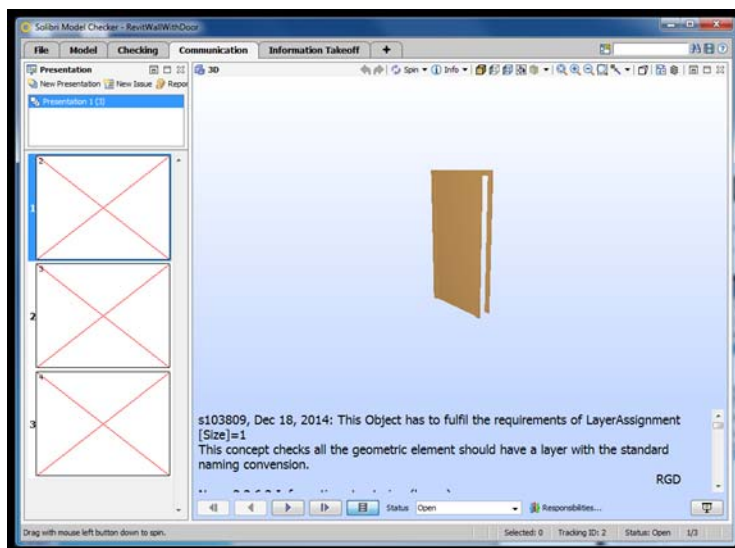 Solibri Model Checker - RevitWallWithDoor
File Model Checking Communication Information Takeoff +
Presentation
3D
Spin Info
New Presentation New Issue Repor
Presentation 1 (3)
2
1
3
2
4
3
s103809, Dec 18, 2014: This Object has to fulfil the requirements of LayerAssignment
[Size]=1
This concept checks all the geometric element should have a layer with the standard
naming convension.
RGD
Status Open Responsibilities...
Drag with mouse left button down to spin. Selected: 0 Tracking ID: 2 Status: Open 1/3